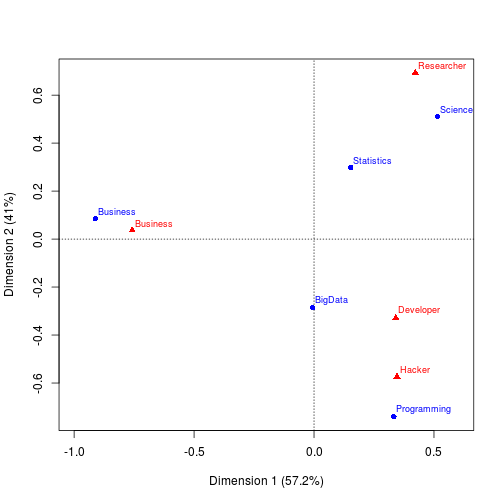 Researcher
Science
Statistics
Business
Business
BigData
Developer
Hacker
Programming
0.6
0.4
0.2
0.0
-0.2
-0.4
-0.6
Dimension 2 (41%)
-1.0 -0.5 0.0 0.5
Dimension 1 (57.2%)